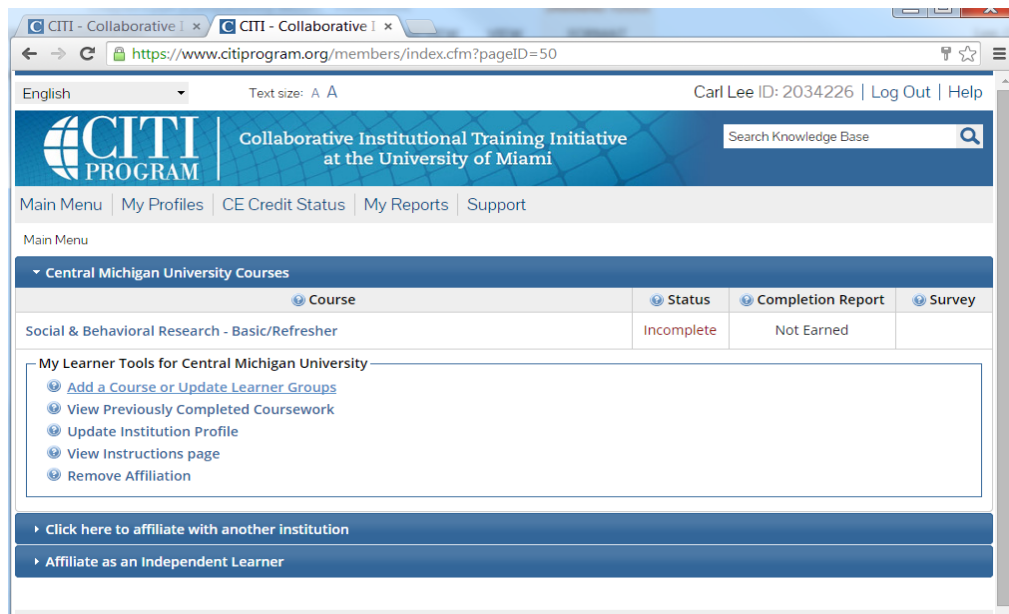 CITI - Collaborative I × CITI - Collaborative I ×
https://www.citiprogram.org/members/index.cfm?pageID=50
English Text size: A A Carl Lee ID: 2034226 | Log Out | Help
CITI PROGRAM
Collaborative Institutional Training Initiative
at the University of Miami
Search Knowledge Base
Main Menu My Profiles CE Credit Status My Reports Support
Main Menu
Central Michigan University Courses
Course Status Completion Report Survey
Social & Behavioral Research - Basic/Refresher Incomplete Not Earned
My Learner Tools for Central Michigan University
Add a Course or Update Learner Groups
View Previously Completed Coursework
Update Institution Profile
View Instructions page
Remove Affiliation
Click here to affiliate with another institution
Affiliate as an Independent Learner